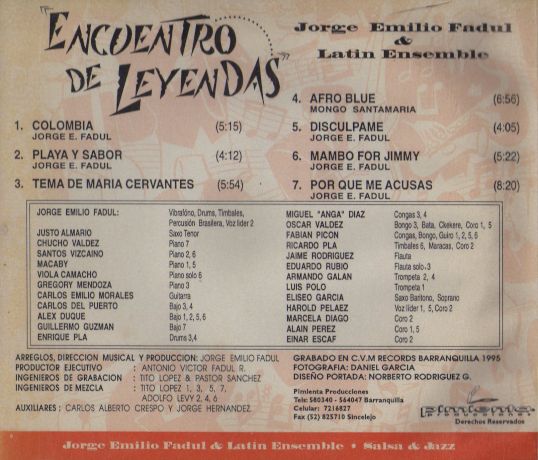 "ENCUENTRO
DE LEYENDAS"
Jorge Emilio Fadul
&
Latin Ensemble
1. COLOMBIA (5:15)
JORGE E. FADUL
2. PLAYA Y SABOR (4:12)
JORGE E. FADUL
3. TEMA DE MARIA CERVANTES (5:54)
4. AFRO BLUE (6:56)
MONGO SANTAMARIA
5. DISCULPAME (4:05)
JORGE E. FADUL
6. MAMBO FOR JIMMY (5:22)
JORGE E. FADUL
7. POR QUE ME ACUSAS (8:20)
JORGE E. FADUL
JORGE EMILIO FADUL: Vibrafóno, Drums, Timbales,
Percusión Brasilera, Voz líder 2
JUSTO ALMARIO Saxo Tenor
CHUCHO VALDEZ Piano 7
SANTOS VIZCAINO Piano 2, 6
MACABY Piano 1, 5
VIOLA CAMACHO Piano solo 6
GREGORY MENDOZA Piano 3
CARLOS EMILIO MORALES Guitarra
CARLOS DEL PUERTO Bajo 3, 4
ALEX DUQUE Bajo 1, 2, 5, 6
GUILLERMO GUZMAN Bajo 7
ENRIQUE PLA Drums 3,4
MIGUEL "ANGA" DIAZ Congas 3, 4
OSCAR VALDEZ Bongo 3, Bata, Ckekere, Coro 1, 5
FABIAN PICON Congas, Bongo, Guiro 1, 2, 5, 6
RICARDO PLA Timbales 6, Maracas, Coro 2
JAIME RODRIGUEZ Flauta
EDUARDO RUBIO Flauta solo 3
ARMANDO GALAN Trompeta 2, 4
LUIS POLO Trompeta 1
ELISEO GARCIA Saxo Baritono, Soprano
HAROLD PELAEZ Voz líder 1, 5, Coro 2
MARCELA DIAGO Coro 2
ALAIN PEREZ Coro 1, 5
EINAR ESCAF Coro 2
ARREGLOS, DIRECCION MUSICAL Y PRODUCCION: JORGE EMILIO FADUL
PRODUCTOR EJECUTIVO : ANTONIO VICTOR FADUL R.
INGENIEROS DE GRABACION : TITO LOPEZ & PASTOR SANCHEZ
INGENIEROS DE MEZCLA : TITO LOPEZ 1, 3, 5, 7,
ADOLFO LEVY 2, 4, 6
AUXILIARES : CARLOS ALBERTO CRESPO Y JORGE HERNANDEZ.
GRABADO EN C.V.M RECORDS BARRANQUILLA 1995
FOTOGRAFIA: DANIEL GARCIA
DISEÑO PORTADA: NORBERTO RODRIGUEZ G.
Pimienta Producciones
Tels: 580340 - 564047 Barranquilla
Celular: 7216827
Fax (52) 825710 Sincelejo
pimienta
PRODUCCIONES
Derechos Reservados
Jorge Emilio Fadul & Latin Ensemble • Salsa & Jazz